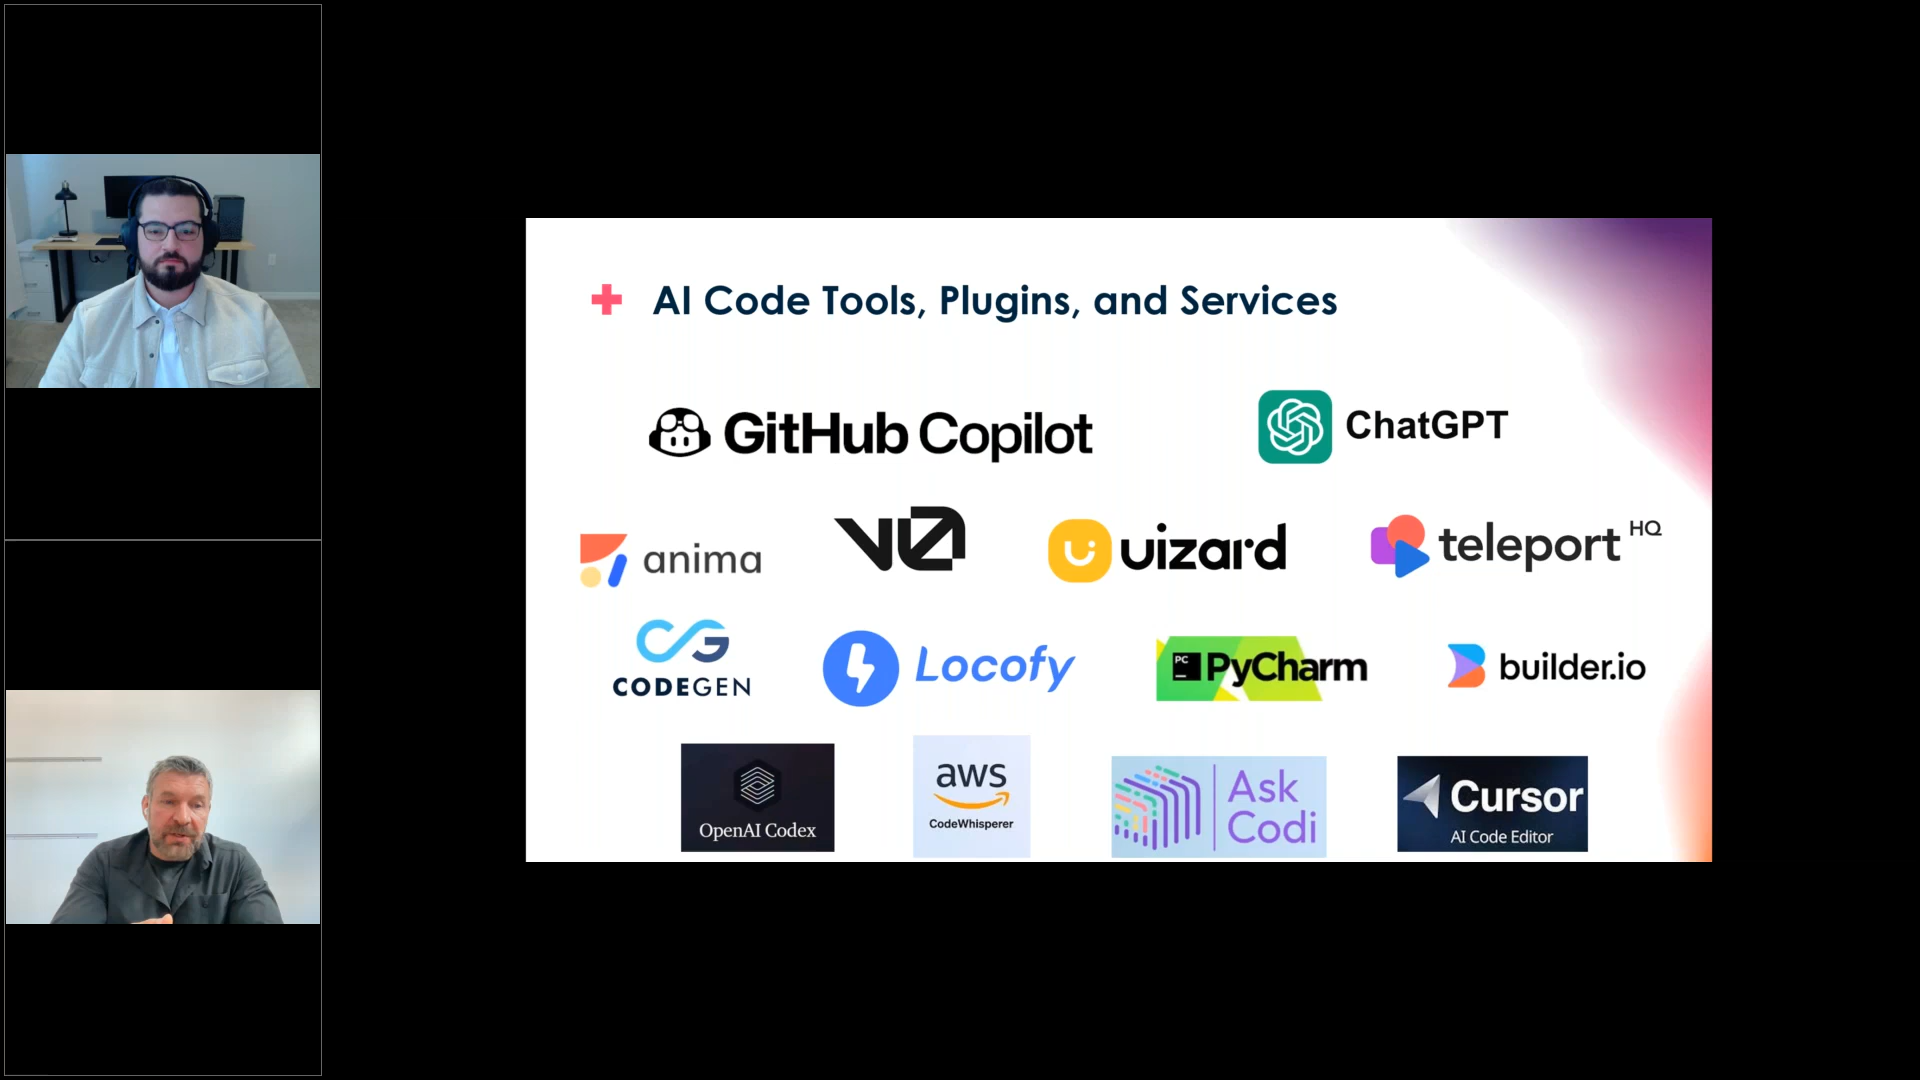 AI Code Tools, Plugins, and Services
GitHub Copilot
ChatGPT
anima
v0
uizard
teleport HQ
CODEGEN
Locofy
PC PyCharm
builder.io
OpenAI Codex
aws
CodeWhisperer
Ask
Codi
Cursor
AI Code Editor